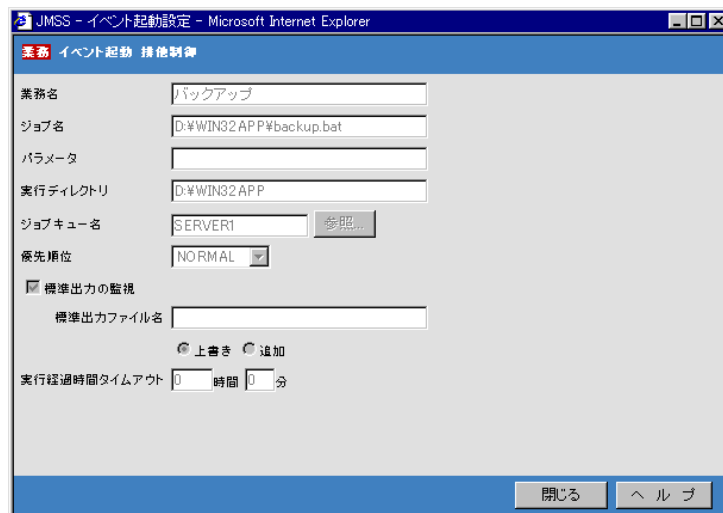 JMSS - イベント起動設定 - Microsoft Internet Explorer
業務 イベント起動 排他制御
業務名 バックアップ
ジョブ名 D:¥WIN32APP¥backup.bat
パラメータ
実行ディレクトリ D:¥WIN32APP
ジョブキュー名 SERVER1 参照...
優先順位 NORMAL
標準出力の監視
標準出力ファイル名
上書き 追加
実行経過時間タイムアウト 0 時間 0 分
閉じる ヘ ル プ